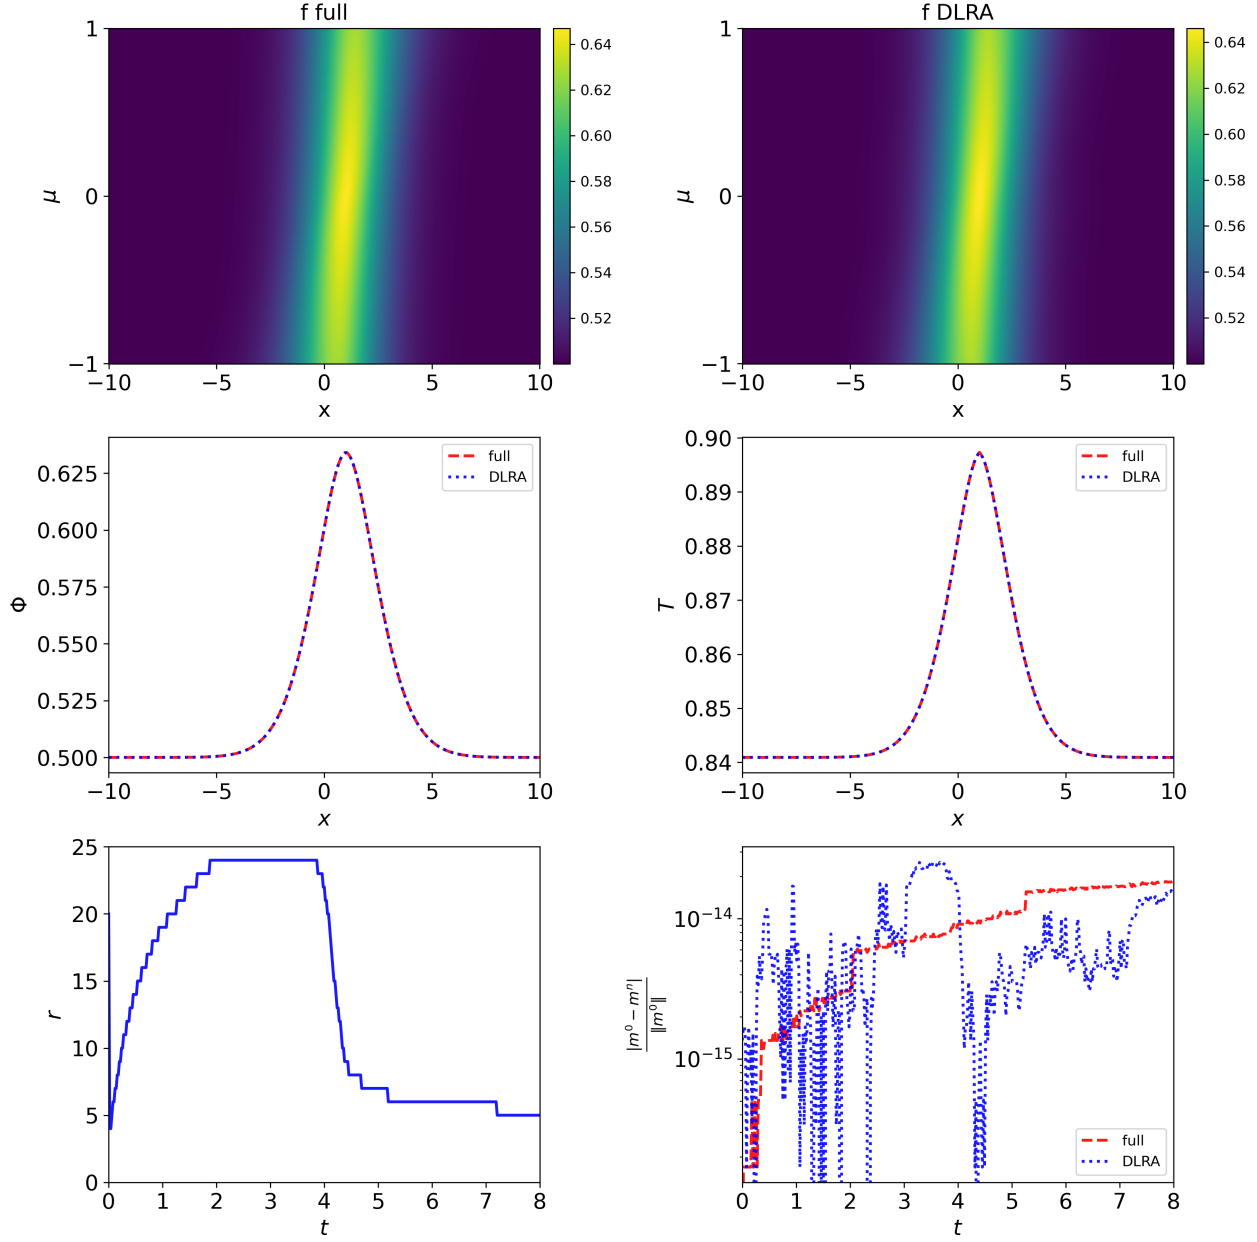 f full
f DLRA
1
0
−1
μ
−10 −5 0 5 10
x
0.64
0.62
0.60
0.58
0.56
0.54
0.52
1
0
−1
μ
−10 −5 0 5 10
x
0.64
0.62
0.60
0.58
0.56
0.54
0.52
0.625
0.600
0.575
0.550
0.525
0.500
Φ
−10 −5 0 5 10
x
full
DLRA
0.90
0.89
0.88
0.87
0.86
0.85
0.84
T
−10 −5 0 5 10
x
full
DLRA
25
20
15
10
5
0
r
0 1 2 3 4 5 6 7 8
t
10⁻¹⁴
10⁻¹⁵
|m⁰ − mⁿ|
‖m⁰‖
0 1 2 3 4 5 6 7 8
t
full
DLRA